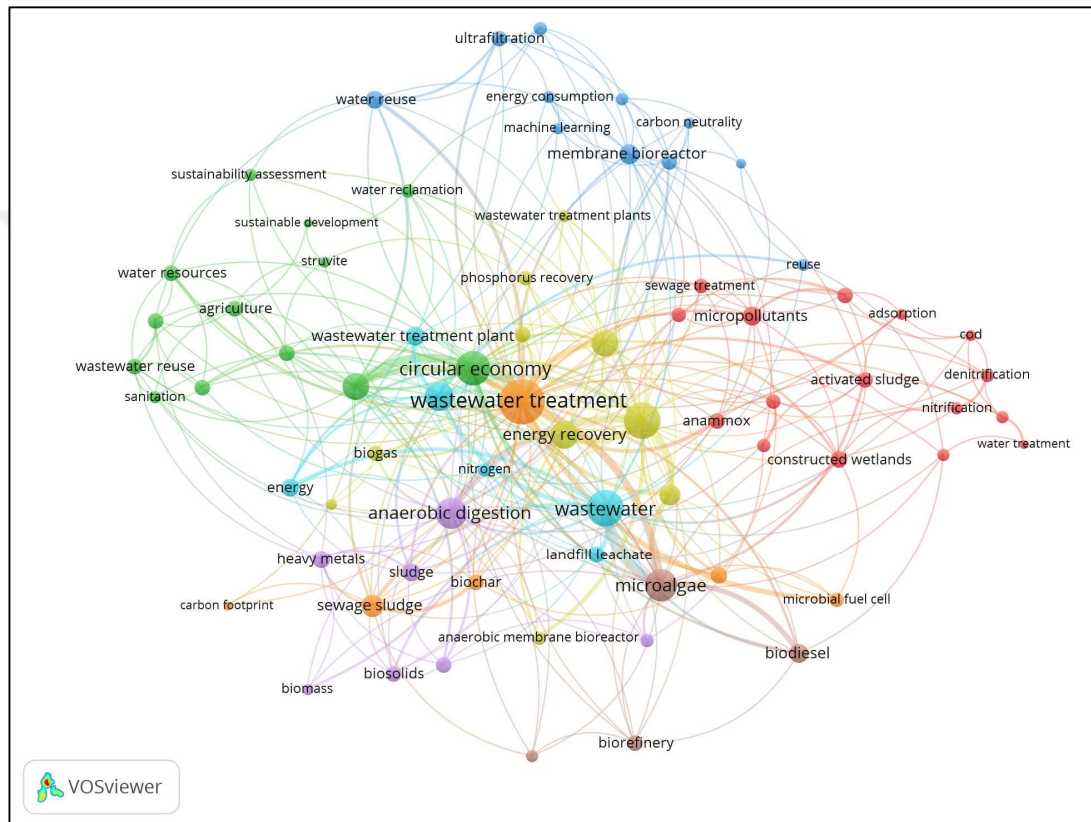 ultrafiltration
water reuse
energy consumption
carbon neutrality
machine learning
membrane bioreactor
sustainability assessment
water reclamation
wastewater treatment plants
sustainable development
struvite
water resources
phosphorus recovery
reuse
sewage treatment
agriculture
micropollutants
adsorption
wastewater treatment plant
cod
wastewater reuse
circular economy
denitrification
activated sludge
sanitation
wastewater treatment
nitrification
anammox
energy recovery
water treatment
biogas
constructed wetlands
nitrogen
energy
anaerobic digestion
wastewater
heavy metals
landfill leachate
sludge
biochar
microalgae
carbon footprint
sewage sludge
microbial fuel cell
anaerobic membrane bioreactor
biodiesel
biosolids
biomass
biorefinery
VOSviewer